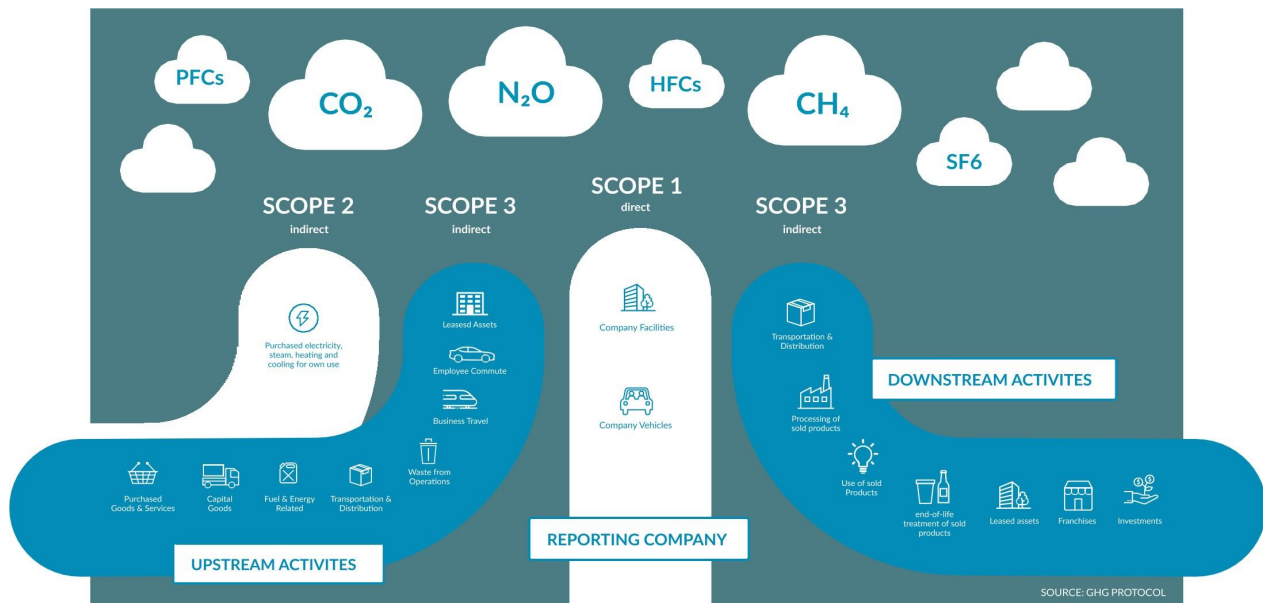 PFCs
CO₂
N₂O
HFCs
CH₄
SF6
SCOPE 2
indirect
SCOPE 3
indirect
SCOPE 1
direct
SCOPE 3
indirect
Purchased electricity,
steam, heating and
cooling for own use
Leasesd Assets
Employee Commute
Business Travel
Waste from
Operations
Purchased
Goods & Services
Capital
Goods
Fuel & Energy
Related
Transportation &
Distribution
UPSTREAM ACTIVITES
Company Facilities
Company Vehicles
REPORTING COMPANY
Transportation &
Distribution
Processing of
sold products
Use of sold
Products
end-of-life
treatment of sold
products
Leased assets
Franchises
Investments
DOWNSTREAM ACTIVITES
SOURCE: GHG PROTOCOL